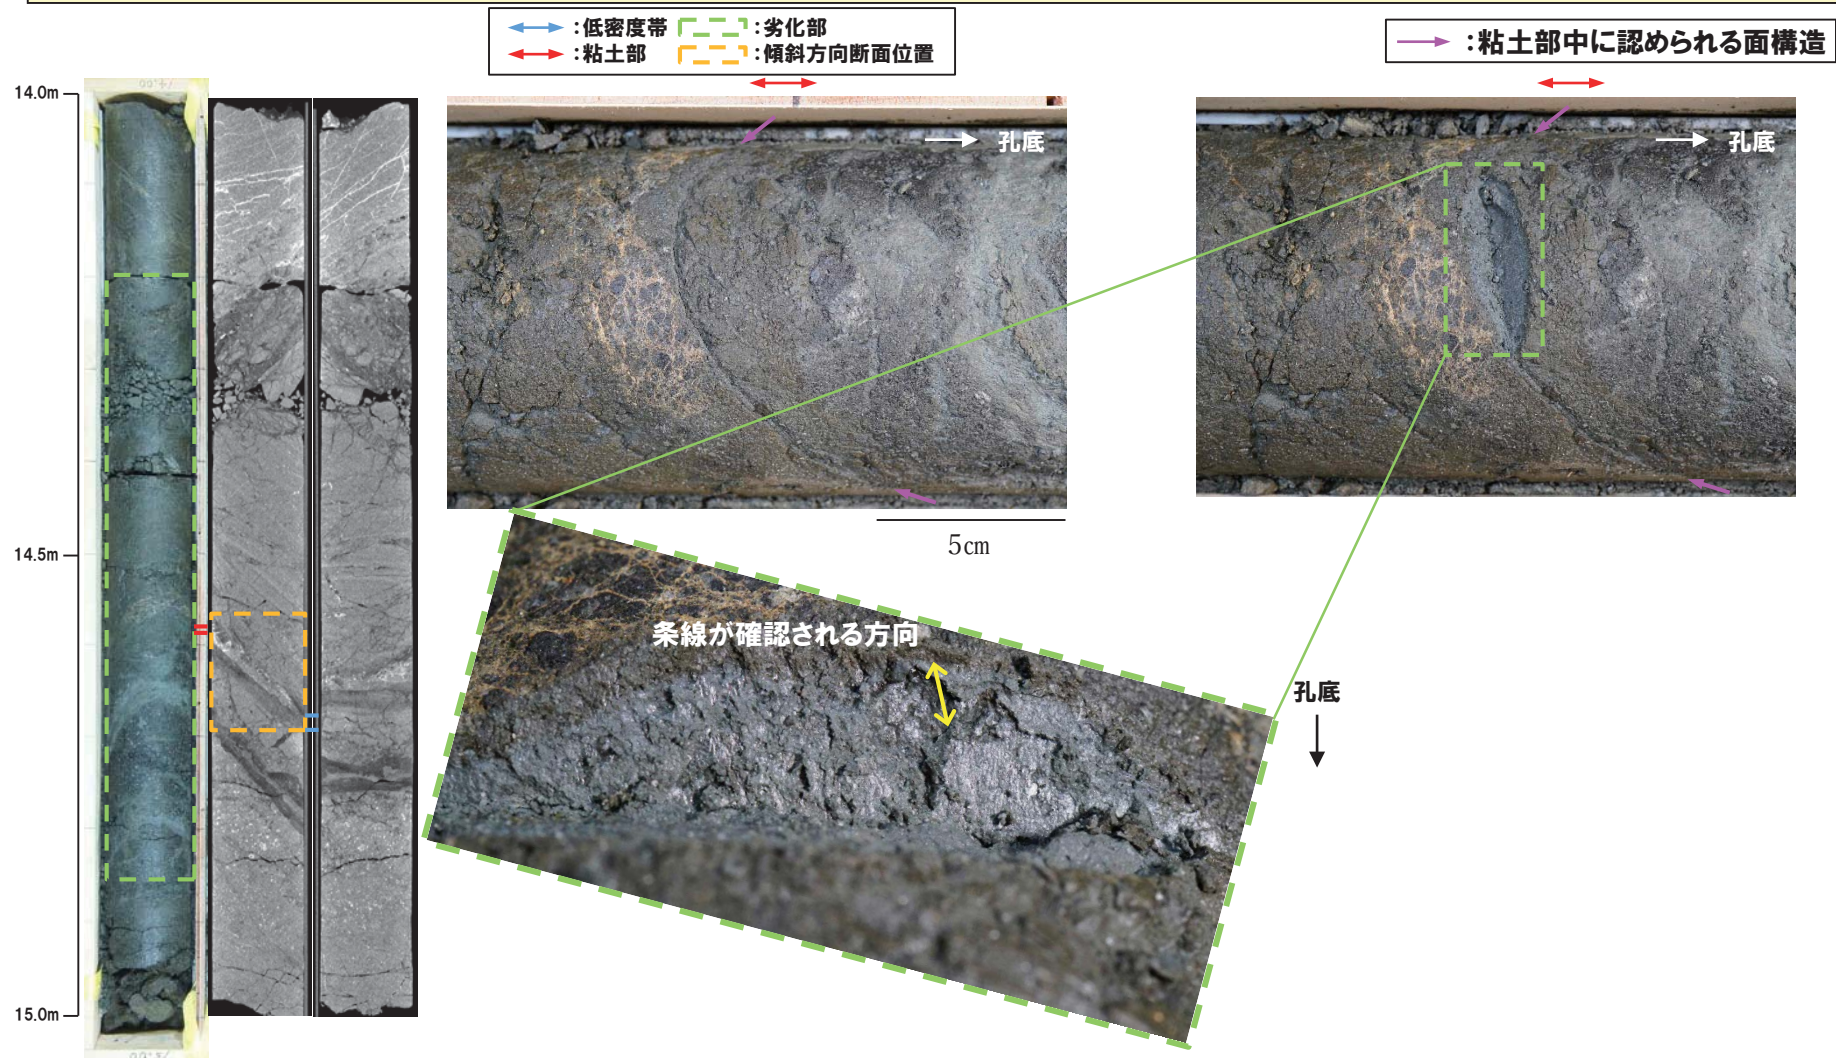 :低密度帯
:劣化部
:粘土部
:傾斜方向断面位置
:粘土部中に認められる面構造
14.0m
14.5m
15.0m
孔底
孔底
5cm
条線が確認される方向
孔底